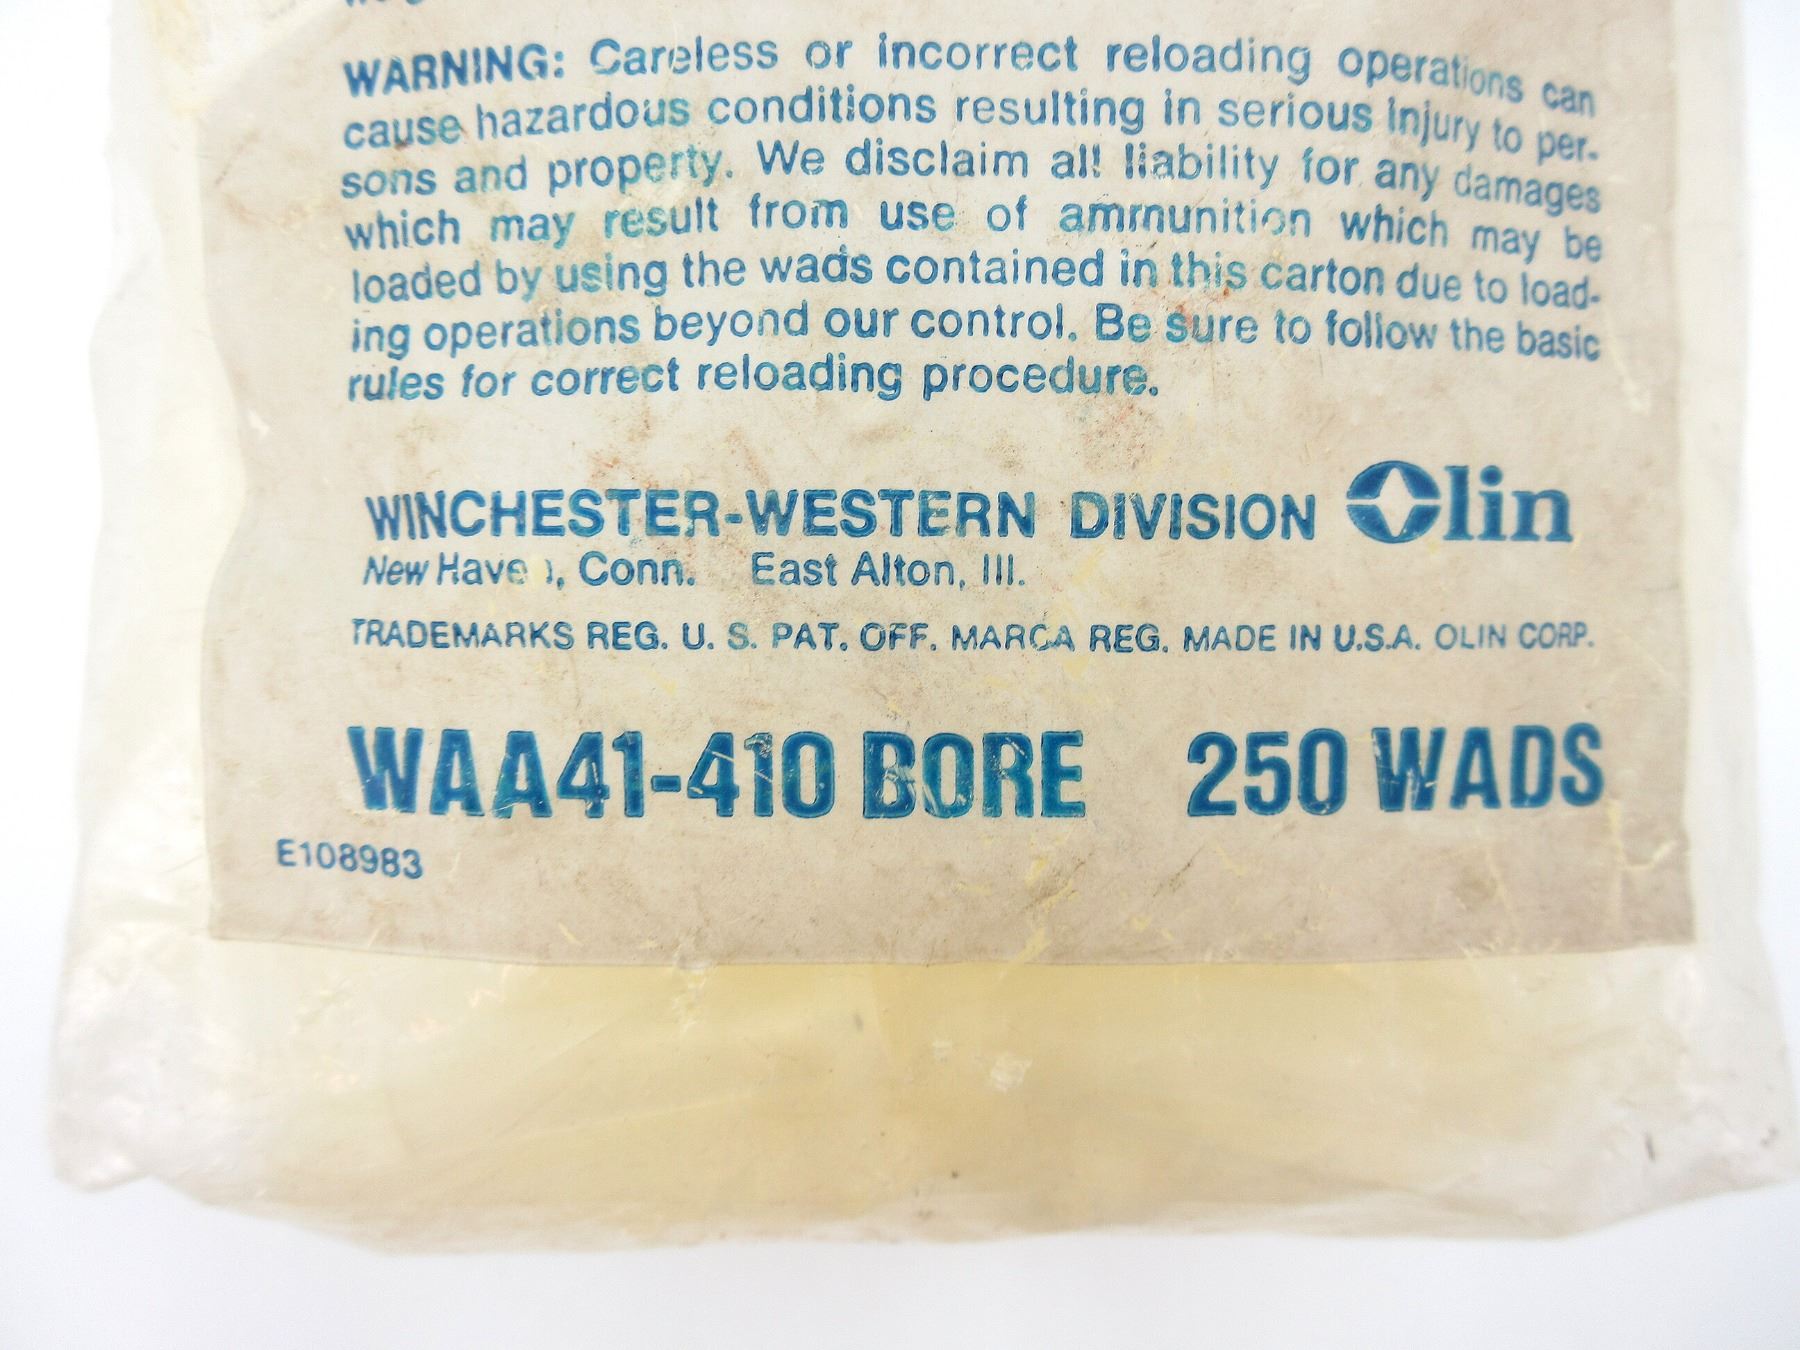 WARNING: Careless or incorrect reloading operations can
cause hazardous conditions resulting in serious injury to per-
sons and property. We disclaim all liability for any damages
which may result from use of ammunition which may be
loaded by using the wads contained in this carton due to load-
ing operations beyond our control. Be sure to follow the basic
rules for correct reloading procedure.
WINCHESTER-WESTERN DIVISION Olin
New Haven, Conn. East Alton, Ill.
TRADEMARKS REG. U. S. PAT. OFF. MARCA REG. MADE IN U.S.A. OLIN CORP.
WAA41-410 BORE 250 WADS
E108983